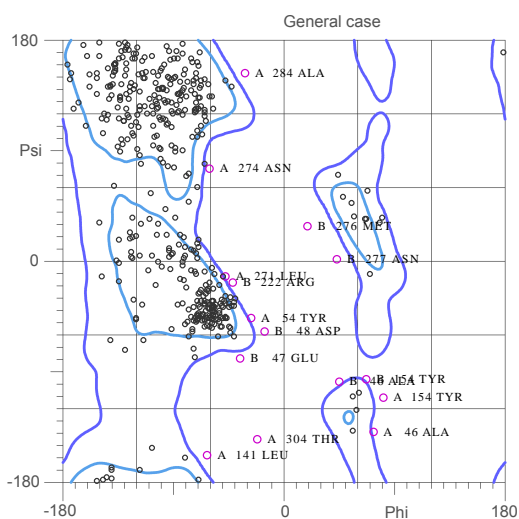 General case
180
A 284 ALA
Psi
A 274 ASN
B 276 MET
0
B 277 ASN
A 271 LEU
B 222 ARG
A 54 TYR
B 48 ASP
B 47 GLU
B 46 ALA
B 154 TYR
A 154 TYR
A 46 ALA
A 304 THR
A 141 LEU
-180
-180 0 Phi 180